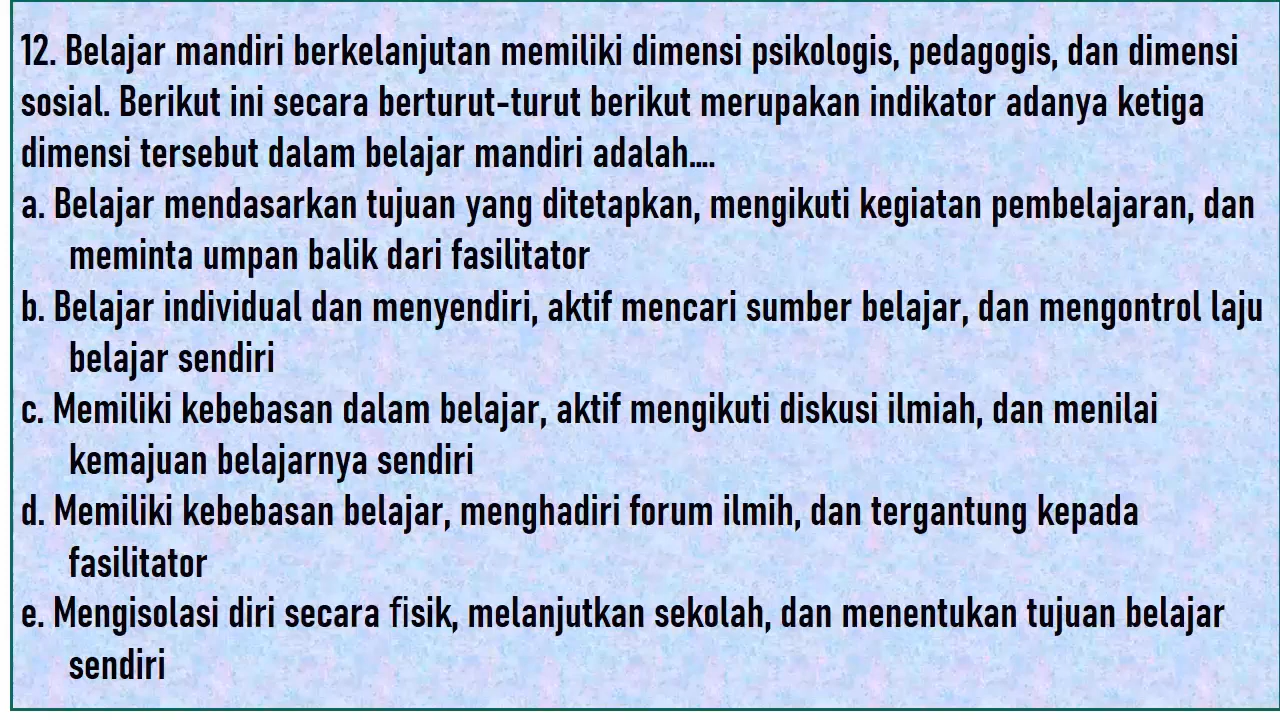 12. Belajar mandiri berkelanjutan memiliki dimensi psikologis, pedagogis, dan dimensi
sosial. Berikut ini secara berturut-turut berikut merupakan indikator adanya ketiga
dimensi tersebut dalam belajar mandiri adalah....
a. Belajar mendasarkan tujuan yang ditetapkan, mengikuti kegiatan pembelajaran, dan
meminta umpan balik dari fasilitator
b. Belajar individual dan menyendiri, aktif mencari sumber belajar, dan mengontrol laju
belajar sendiri
c. Memiliki kebebasan dalam belajar, aktif mengikuti diskusi ilmiah, dan menilai
kemajuan belajarnya sendiri
d. Memiliki kebebasan belajar, menghadiri forum ilmih, dan tergantung kepada
fasilitator
e. Mengisolasi diri secara fisik, melanjutkan sekolah, dan menentukan tujuan belajar
sendiri